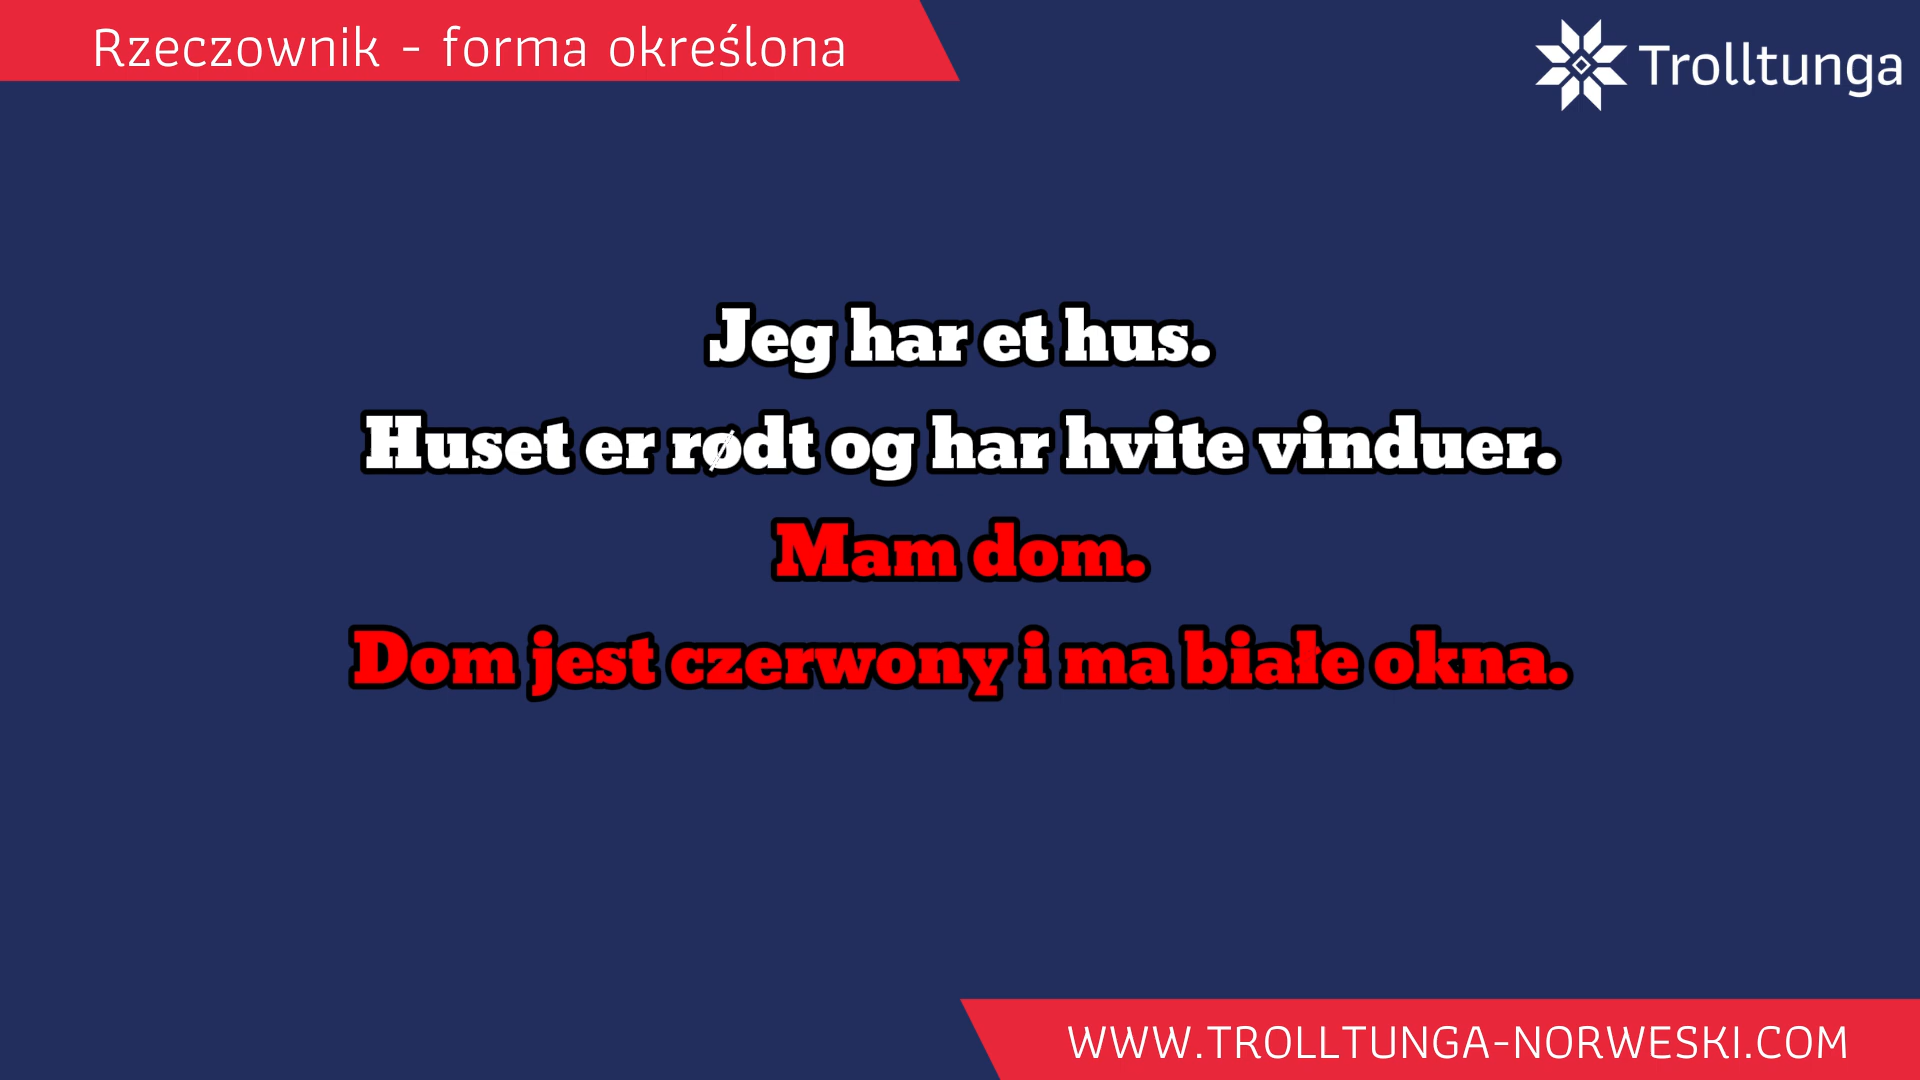 Rzeczownik - forma określona
Trolltunga
Jeg har et hus.
Huset er rødt og har hvite vinduer.
Mam dom.
Dom jest czerwony i ma białe okna.
WWW.TROLLTUNGA-NORWESKI.COM